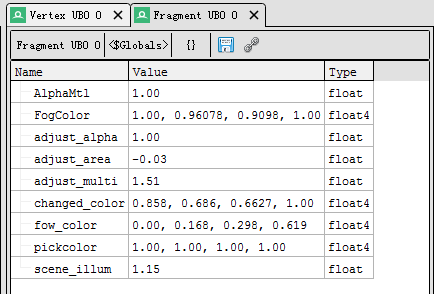 Vertex UBO 0 Fragment UBO 0
Fragment UBO 0 <$Globals> {}
Name Value Type
AlphaMtl 1.00 float
FogColor 1.00, 0.96078, 0.9098, 1.00 float4
adjust_alpha 1.00 float
adjust_area -0.03 float
adjust_multi 1.51 float
changed_color 0.858, 0.686, 0.6627, 1.00 float4
fow_color 0.00, 0.168, 0.298, 0.619 float4
pickcolor 1.00, 1.00, 1.00, 1.00 float4
scene_illum 1.15 float